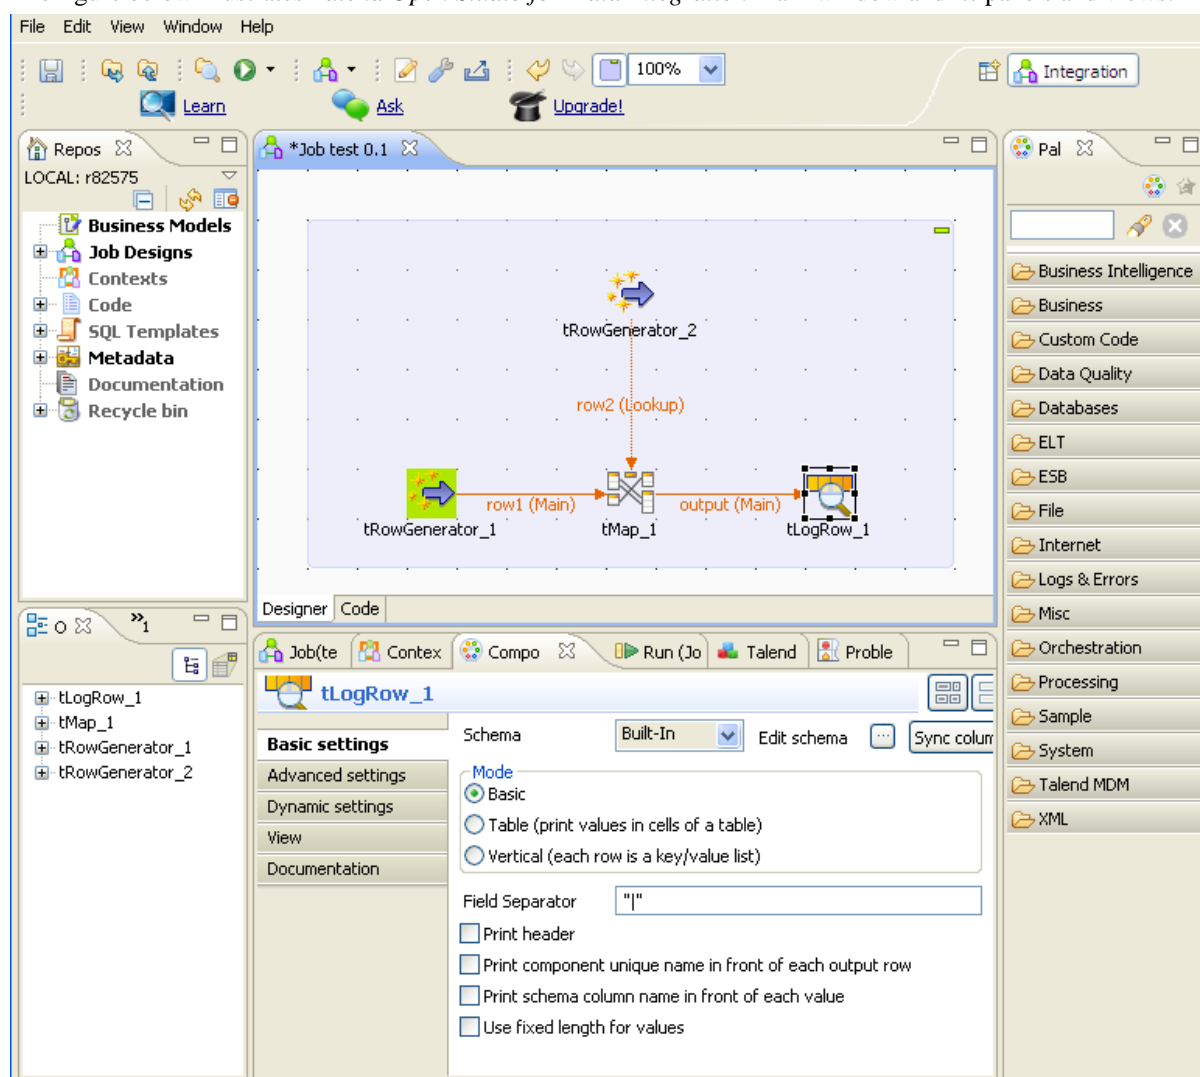 File Edit View Window Help
100%
Integration
Learn Ask Upgrade!
Repos
LOCAL: r82575
Business Models
Job Designs
Contexts
Code
SQL Templates
Metadata
Documentation
Recycle bin
*Job test 0.1
tRowGenerator_2
row2 (Lookup)
row1 (Main)
output (Main)
tRowGenerator_1
tMap_1
tLogRow_1
Designer Code
Pal
Business Intelligence
Business
Custom Code
Data Quality
Databases
ELT
ESB
File
Internet
Logs & Errors
Misc
Orchestration
Processing
Sample
System
Talend MDM
XML
O
»1
tLogRow_1
tMap_1
tRowGenerator_1
tRowGenerator_2
Job(te Contex Compo Run (Jo Talend Proble
tLogRow_1
Basic settings
Advanced settings
Dynamic settings
View
Documentation
Schema Built-In Edit schema ... Sync colum
Mode
Basic
Table (print values in cells of a table)
Vertical (each row is a key/value list)
Field Separator "|"
Print header
Print component unique name in front of each output row
Print schema column name in front of each value
Use fixed length for values